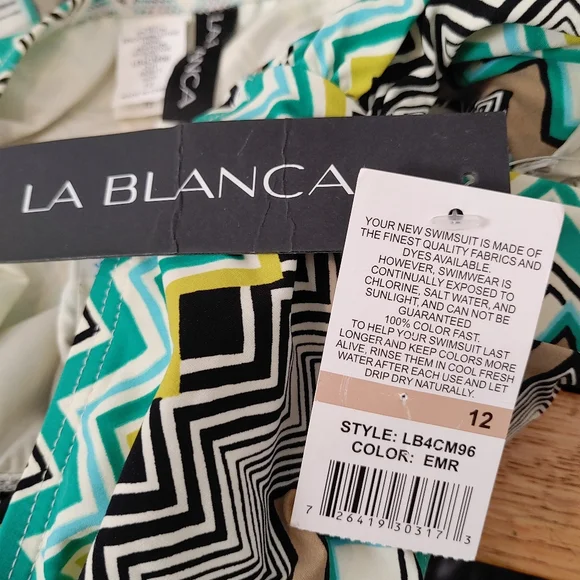 LA BLANCA
LA BLANCA
YOUR NEW SWIMSUIT IS MADE OF
THE FINEST QUALITY FABRICS AND
DYES AVAILABLE.
HOWEVER, SWIMWEAR IS
CONTINUALLY EXPOSED TO
CHLORINE, SALT WATER, AND
SUNLIGHT, AND CAN NOT BE
GUARANTEED
100% COLOR FAST.
TO HELP YOUR SWIMSUIT LAST
LONGER AND KEEP COLORS MORE
ALIVE, RINSE THEM IN COOL FRESH
WATER AFTER EACH USE AND LET
DRIP DRY NATURALLY.
12
STYLE: LB4CM96
COLOR: EMR
7 26419 30317 3